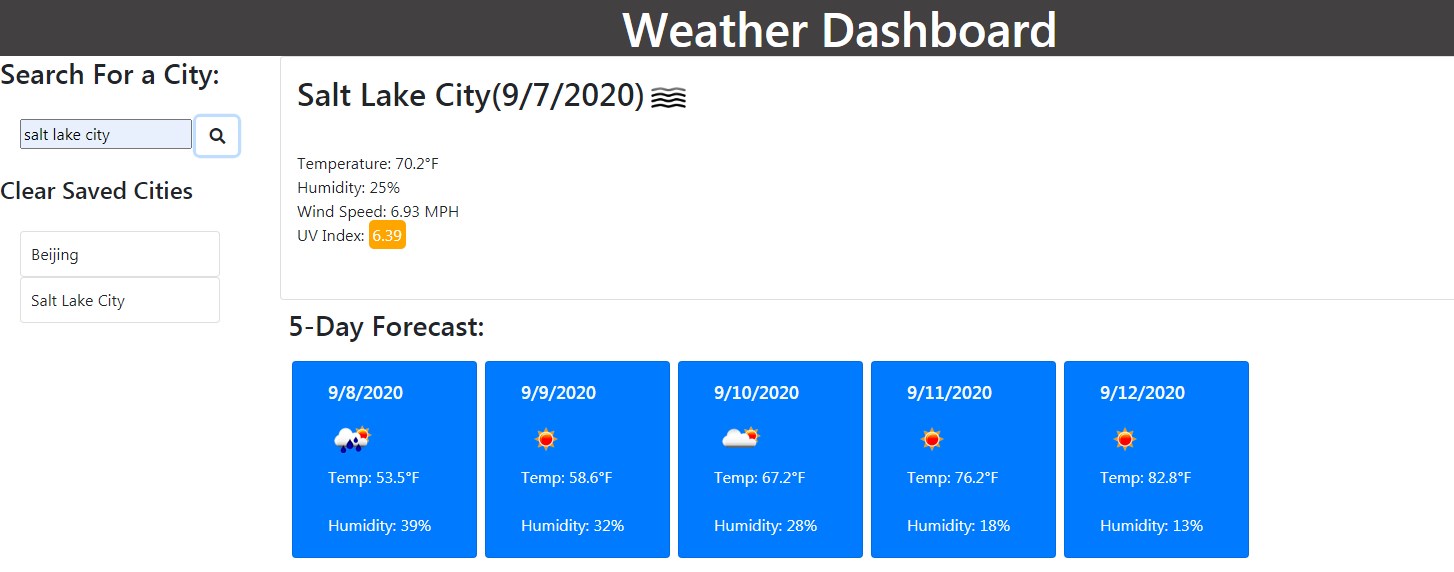 Weather Dashboard
Search For a City:
salt lake city
Clear Saved Cities
Beijing
Salt Lake City
Salt Lake City(9/7/2020)
Temperature: 70.2°F
Humidity: 25%
Wind Speed: 6.93 MPH
UV Index: 6.39
5-Day Forecast:
9/8/2020
Temp: 53.5°F
Humidity: 39%
9/9/2020
Temp: 58.6°F
Humidity: 32%
9/10/2020
Temp: 67.2°F
Humidity: 28%
9/11/2020
Temp: 76.2°F
Humidity: 18%
9/12/2020
Temp: 82.8°F
Humidity: 13%